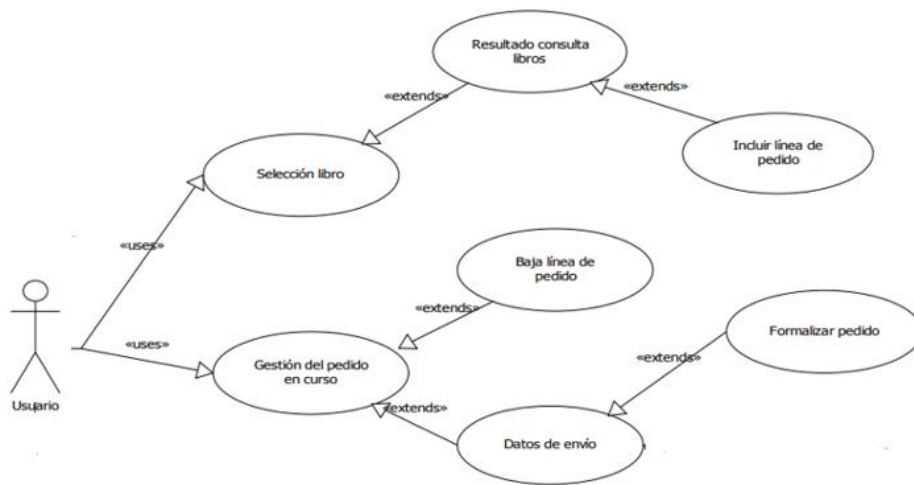 Resultado consulta
libros
«extends»
«extends»
Incluir línea de
pedido
Selección libro
«uses»
Baja línea de
pedido
«extends»
Formalizar pedido
«uses»
Gestión del pedido
en curso
«extends»
«extends»
Usuario
Datos de envío